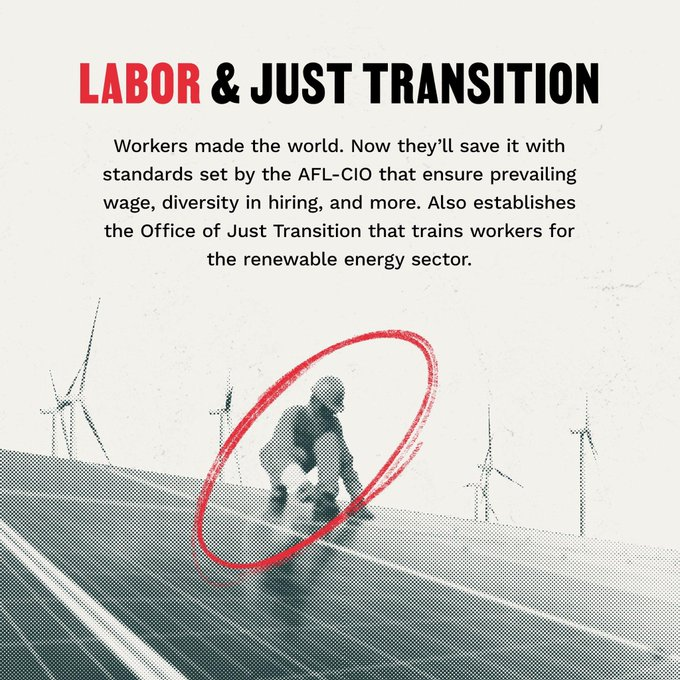 LABOR & JUST TRANSITION
Workers made the world. Now they’ll save it with
standards set by the AFL-CIO that ensure prevailing
wage, diversity in hiring, and more. Also establishes
the Office of Just Transition that trains workers for
the renewable energy sector.